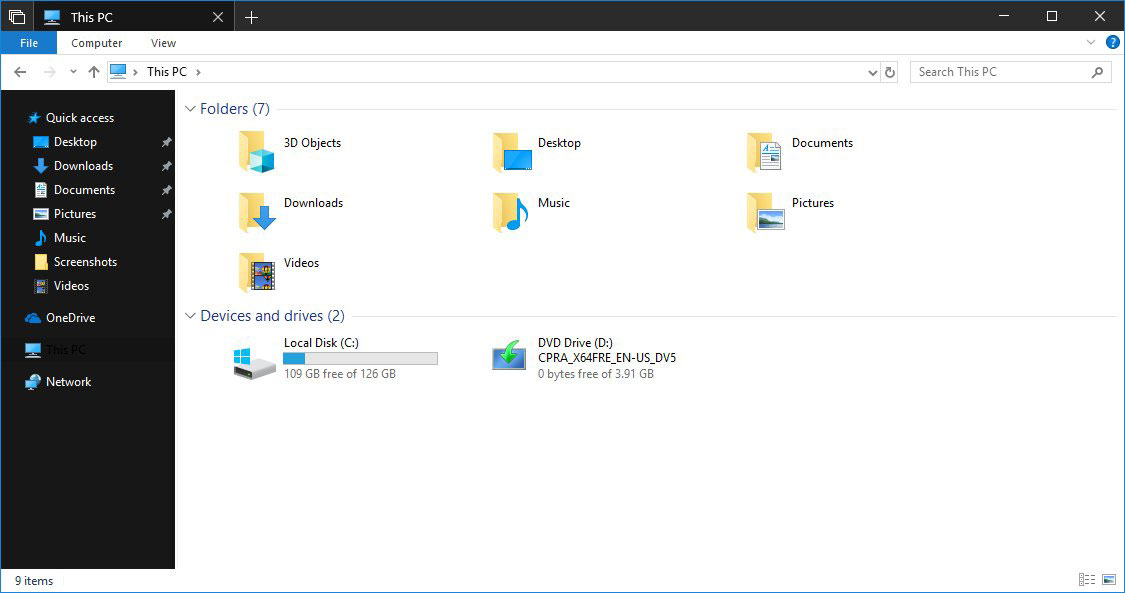 This PC
File Computer View
This PC
Search This PC
Quick access
Desktop
Downloads
Documents
Pictures
Music
Screenshots
Videos
OneDrive
This PC
Network
Folders (7)
3D Objects
Desktop
Documents
Downloads
Music
Pictures
Videos
Devices and drives (2)
Local Disk (C:)
109 GB free of 126 GB
DVD Drive (D:)
CPRA_X64FRE_EN-US_DV5
0 bytes free of 3.91 GB
9 items